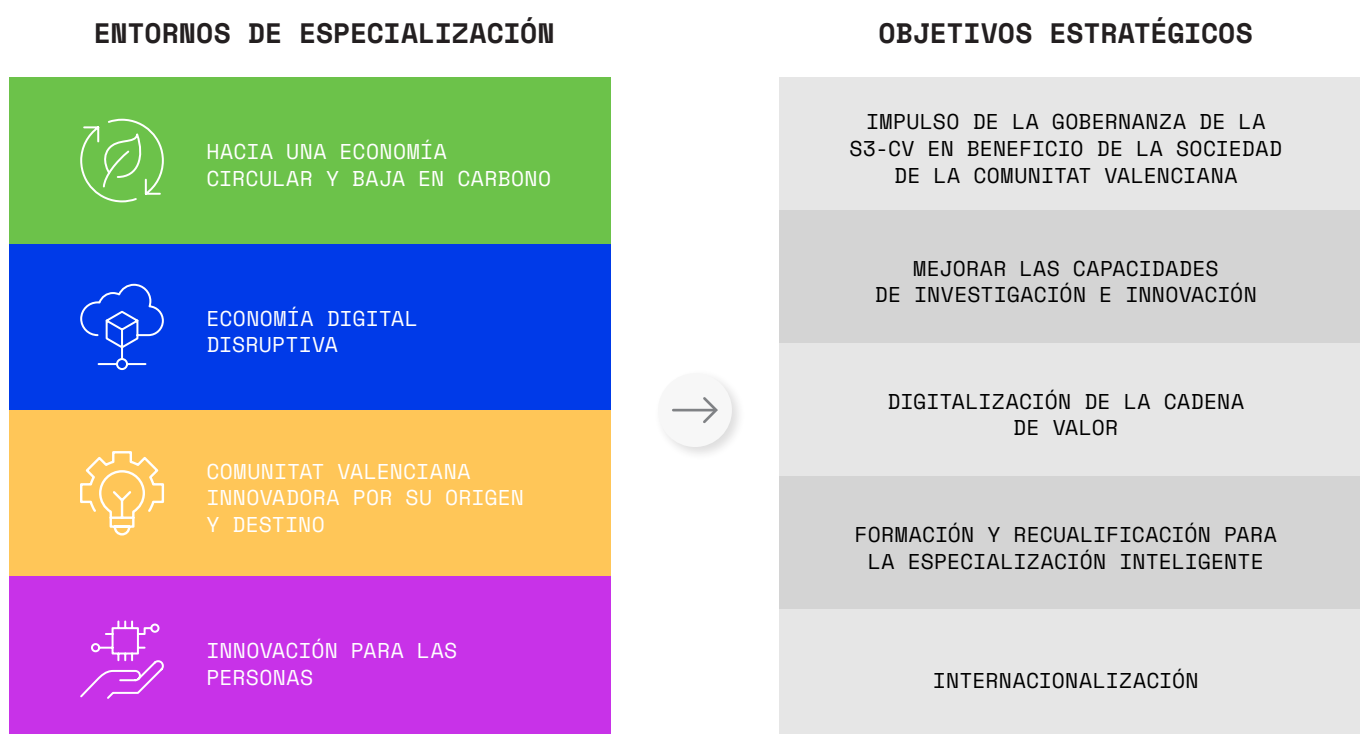 ENTORNOS DE ESPECIALIZACIÓN
HACIA UNA ECONOMÍA
CIRCULAR Y BAJA EN CARBONO
ECONOMÍA DIGITAL
DISRUPTIVA
COMUNITAT VALENCIANA
INNOVADORA POR SU ORIGEN
Y DESTINO
INNOVACIÓN PARA LAS
PERSONAS
OBJETIVOS ESTRATÉGICOS
IMPULSO DE LA GOBERNANZA DE LA
S3-CV EN BENEFICIO DE LA SOCIEDAD
DE LA COMUNITAT VALENCIANA
MEJORAR LAS CAPACIDADES
DE INVESTIGACIÓN E INNOVACIÓN
DIGITALIZACIÓN DE LA CADENA
DE VALOR
FORMACIÓN Y RECUALIFICACIÓN PARA
LA ESPECIALIZACIÓN INTELIGENTE
INTERNACIONALIZACIÓN